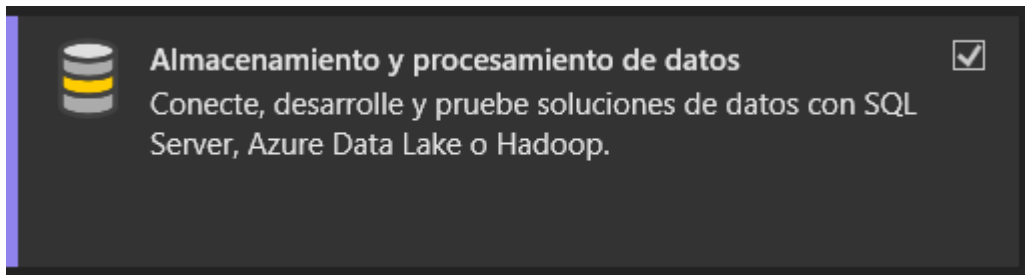 Almacenamiento y procesamiento de datos
Conecte, desarrolle y pruebe soluciones de datos con SQL
Server, Azure Data Lake o Hadoop.